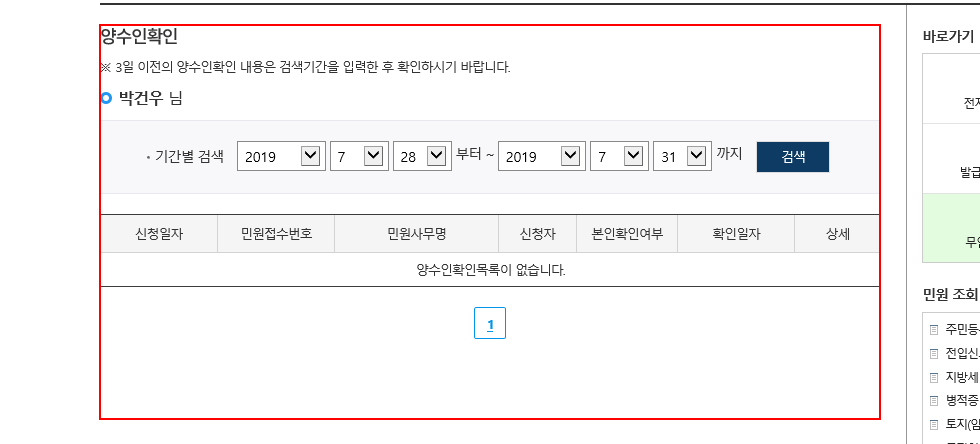 양수인확인
※ 3일 이전의 양수인확인 내용은 검색기간을 입력한 후 확인하시기 바랍니다.
박건우 님
· 기간별 검색 2019 7 28 부터 ~ 2019 7 31 까지 검색
신청일자 민원접수번호 민원사무명 신청자 본인확인여부 확인일자 상세
양수인확인목록이 없습니다.
1
바로가기
발급
민원 조회
주민등
전입신
지방세
병적증
토지(임